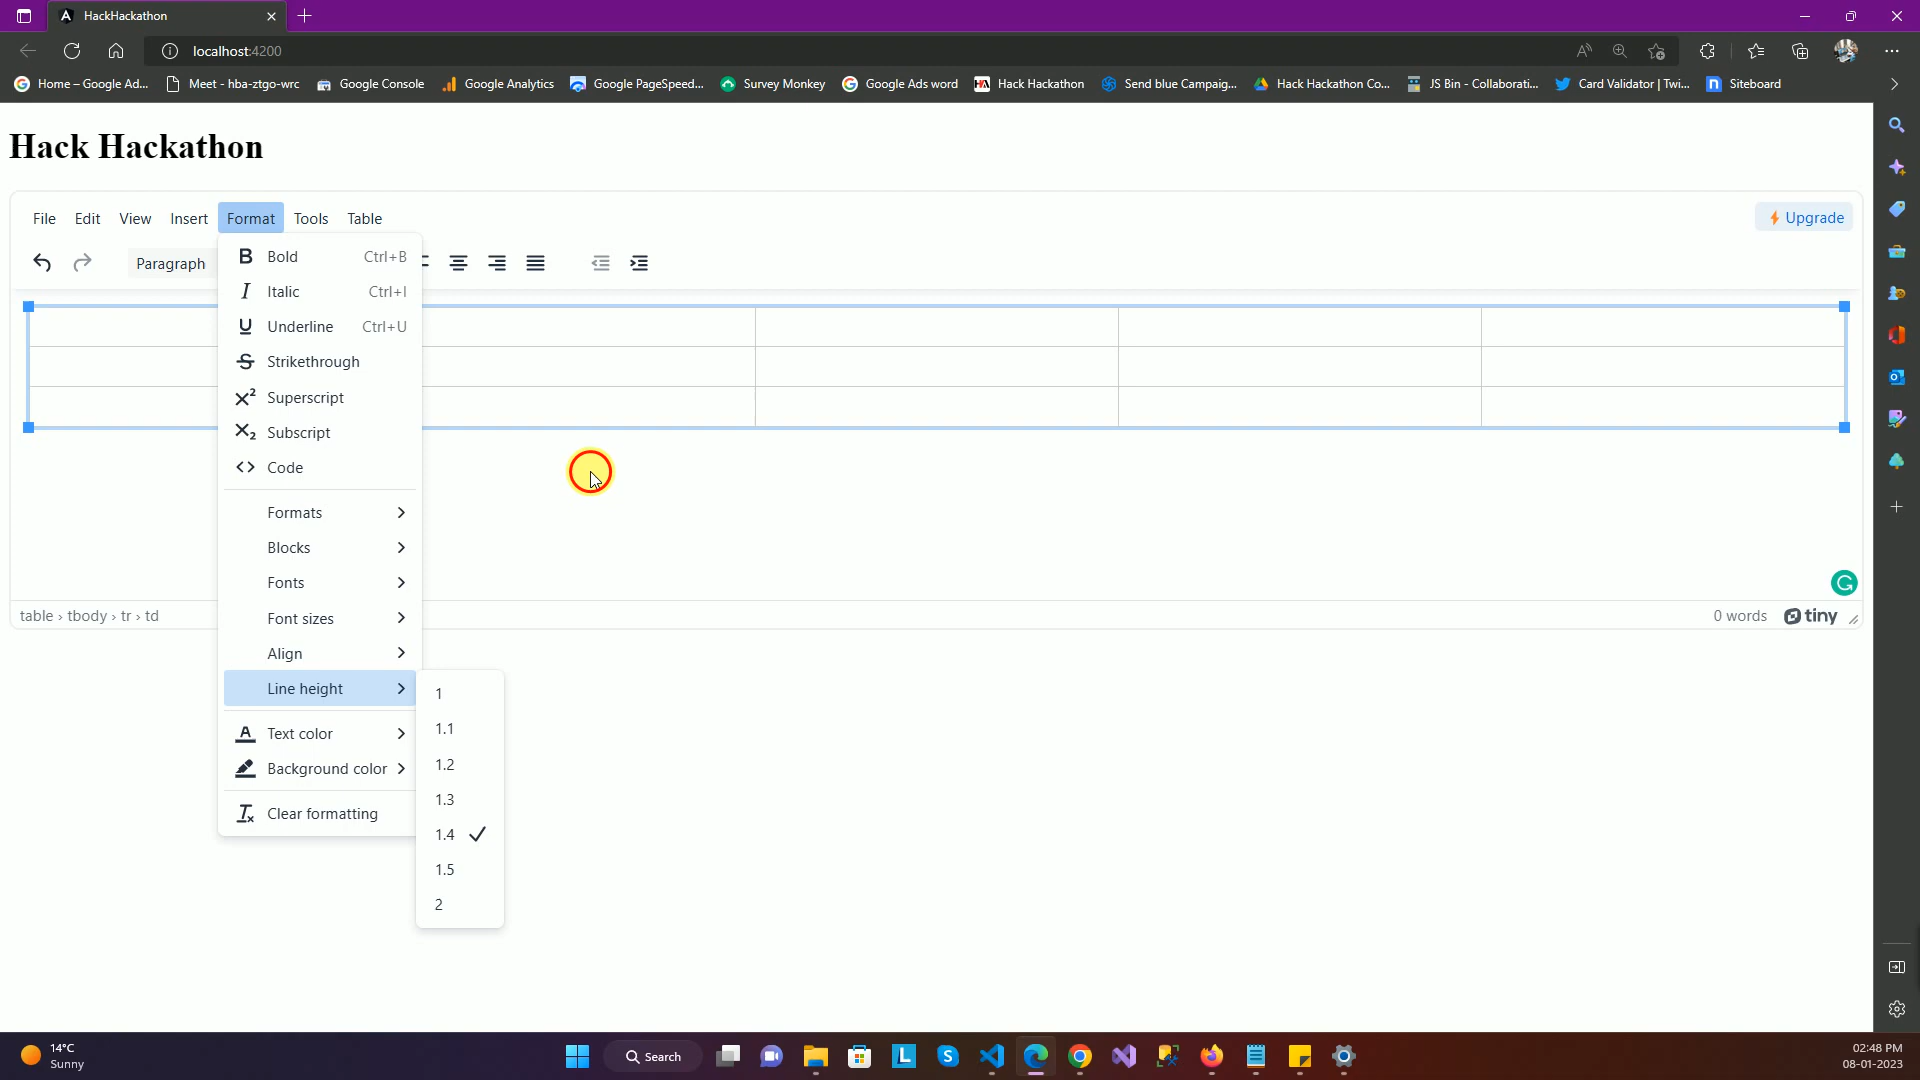 HackHackathon
localhost:4200
Home – Google Ad... Meet - hba-ztgo-wrc Google Console Google Analytics Google PageSpeed... Survey Monkey Google Ads word Hack Hackathon Send blue Campaig... Hack Hackathon Co... JS Bin - Collaborati... Card Validator | Twi... Siteboard
Hack Hackathon
File Edit View Insert Format Tools Table Upgrade
Paragraph
Bold Ctrl+B
Italic Ctrl+I
Underline Ctrl+U
Strikethrough
Superscript
Subscript
Code
Formats
Blocks
Fonts
Font sizes
Align
Line height
Text color
Background color
Clear formatting
1
1.1
1.2
1.3
1.4
1.5
2
table › tbody › tr › td
0 words tiny
14°C
Sunny
Search
02:48 PM
08-01-2023